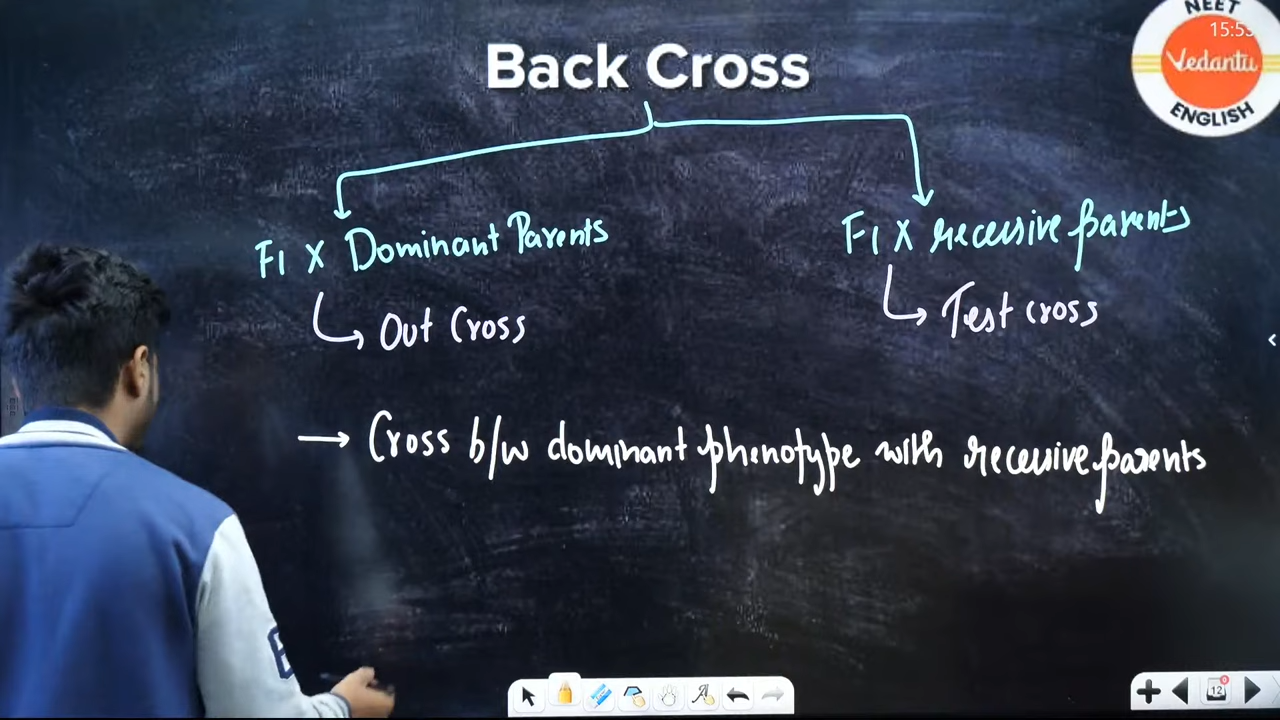 NEET
15:53
Vedantu
ENGLISH
Back Cross
F1 X Dominant Parents
F1 X recessive parents
Out Cross
Test cross
→ Cross b/w dominant phenotype with recessive parents
12